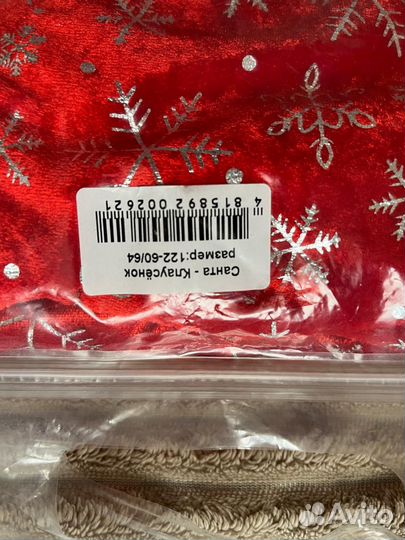 Санта - Клаусёнок
размер:122-60/64
4 815892 002621
Avito